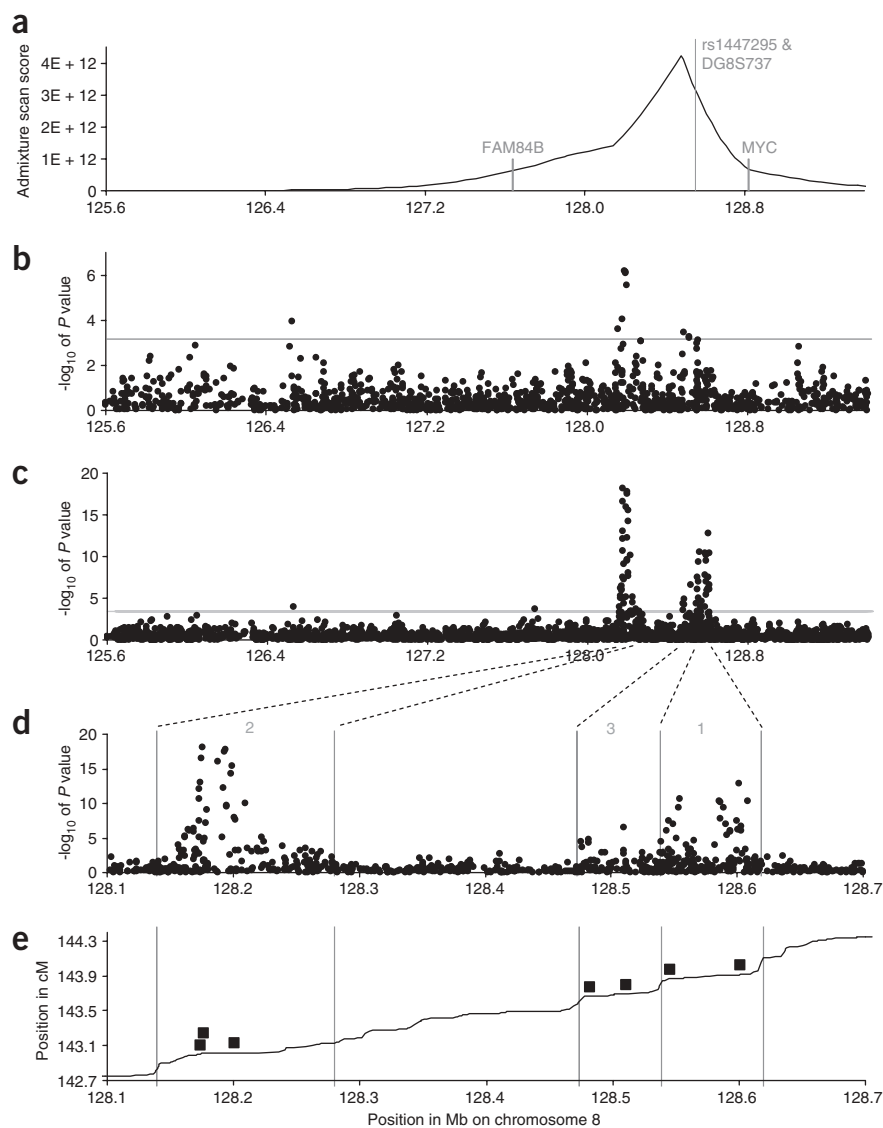 a
Admixture scan score
4E + 12
3E + 12
2E + 12
1E + 12
0
rs1447295 &
DG8S737
FAM84B
MYC
125.6 126.4 127.2 128.0 128.8
b
-log10 of P value
6
4
2
0
125.6 126.4 127.2 128.0 128.8
c
-log10 of P value
20
15
10
5
0
125.6 126.4 127.2 128.0 128.8
d
-log10 of P value
20
15
10
5
0
2 3 1
128.1 128.2 128.3 128.4 128.5 128.6 128.7
e
Position in cM
144.3
143.9
143.5
143.1
142.7
128.1 128.2 128.3 128.4 128.5 128.6 128.7
Position in Mb on chromosome 8